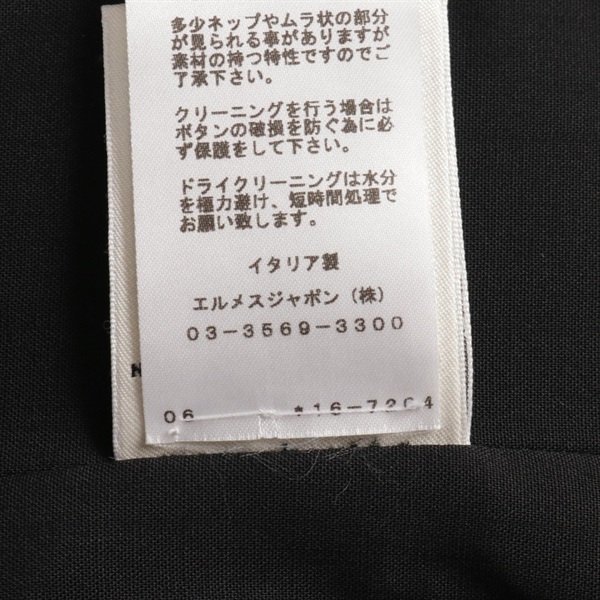 多少ネップやムラ状の部分
が見られる事がありますが
素材の持つ特性ですのでご
了承下さい。
クリーニングを行う場合は
ボタンの破損を防ぐ為に必
ず保護をして下さい。
ドライクリーニングは水分
を極力避け、短時間処理で
お願い致します。
イタリア製
エルメスジャポン（株）
03-3569-3300
06 *16-7204